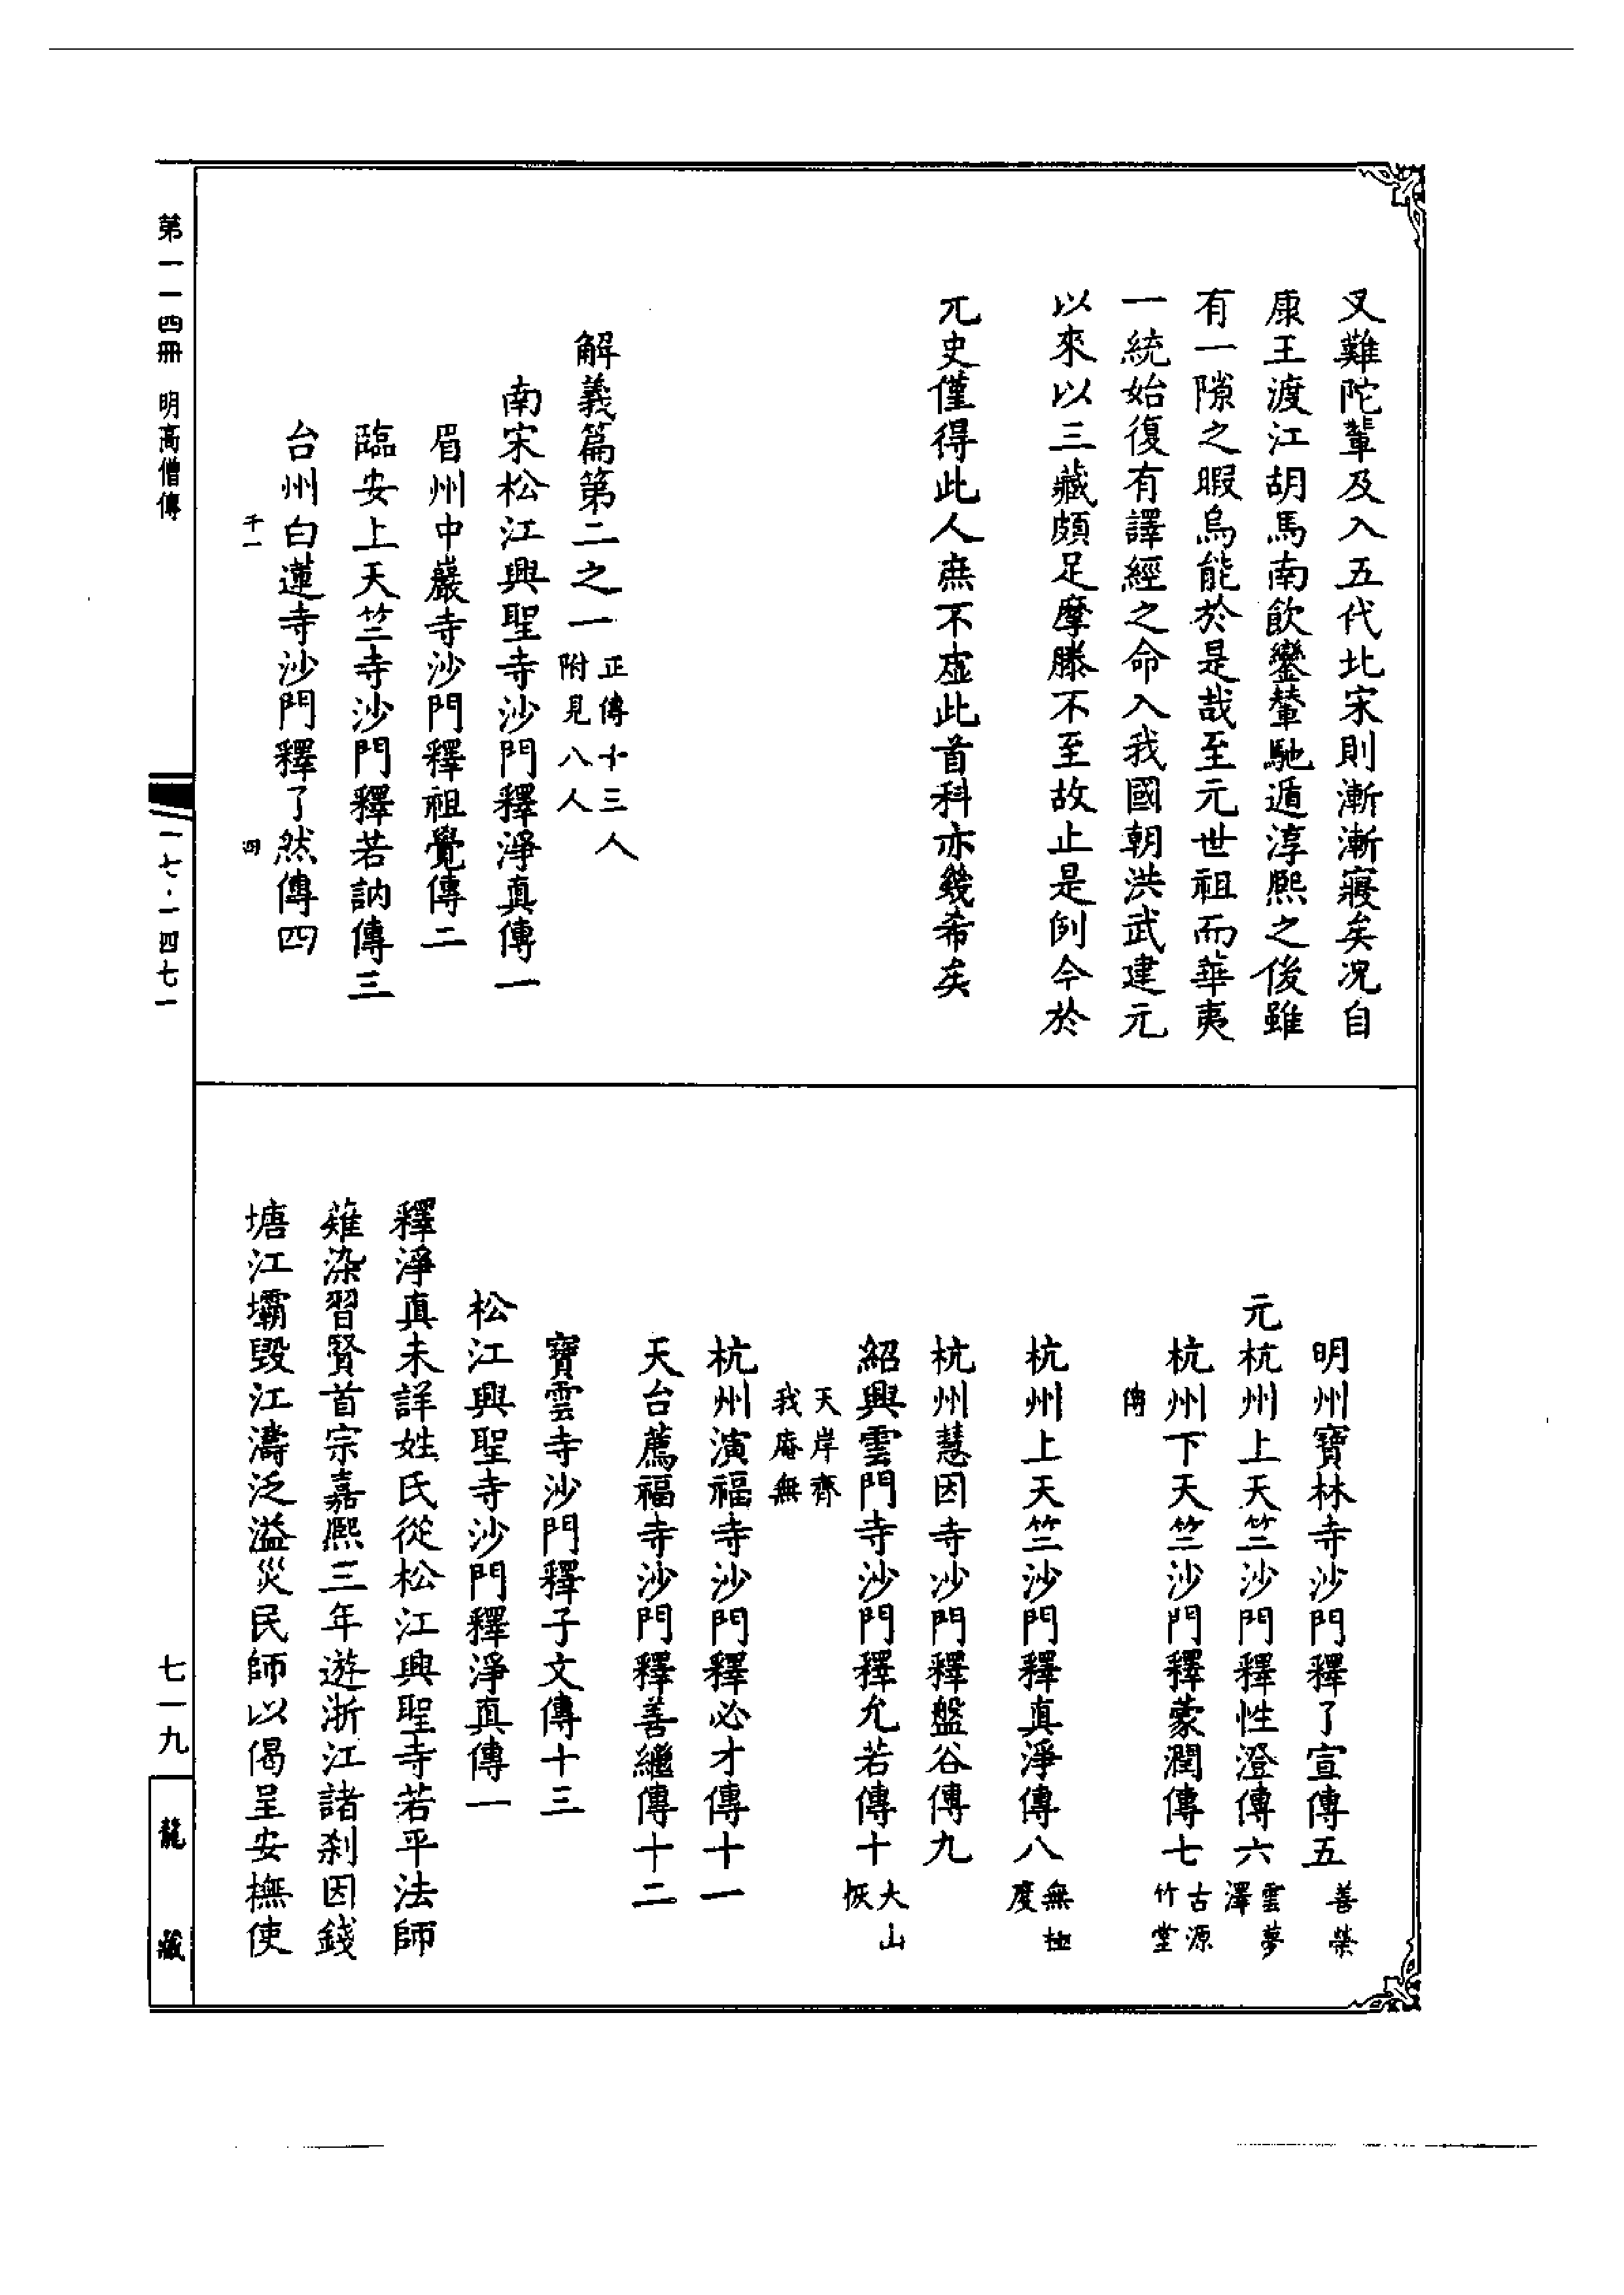 又難陀輩及入五代北宋則漸漸寢矣况自
康王渡江胡馬南飲鑾輦馳遁淳熙之後雖
有一隙之暇烏能於是哉至元世祖而華夷
一統始復有譯經之命入我國朝洪武建元
以來以三藏頗足摩騰不至故止是例今於
元史僅得此人庶不虛此首科亦幾希矣
解義篇第二之一正傳十三人
附見八人
南宋松江興聖寺沙門釋淨真傳一
眉州中巖寺沙門釋祖覺傳二
臨安上天竺寺沙門釋若訥傳三
台州白蓮寺沙門釋了然傳四
千一 四
明州寶林寺沙門釋了宣傳五善榮
元杭州上天竺沙門釋性澄傳六雲夢
澤
杭州下天竺沙門釋蒙潤傳七古源
竹堂
傳
杭州上天竺沙門釋真淨傳八無極
度
杭州慧因寺沙門釋盤谷傳九
紹興雲門寺沙門釋允若傳十大山
恢
天岸齊
我庵無
杭州演福寺沙門釋必才傳十一
天台薦福寺沙門釋善繼傳十二
寶雲寺沙門釋子文傳十三
松江興聖寺沙門釋淨真傳一
釋淨真未詳姓氏從松江興聖寺若平法師
薙染習賢首宗嘉熙三年遊浙江諸刹因錢
塘江壩毀江濤泛溢災民師以偈呈安撫使
第一一四冊 明高僧傳
一七·一四七一
七一九
龍藏